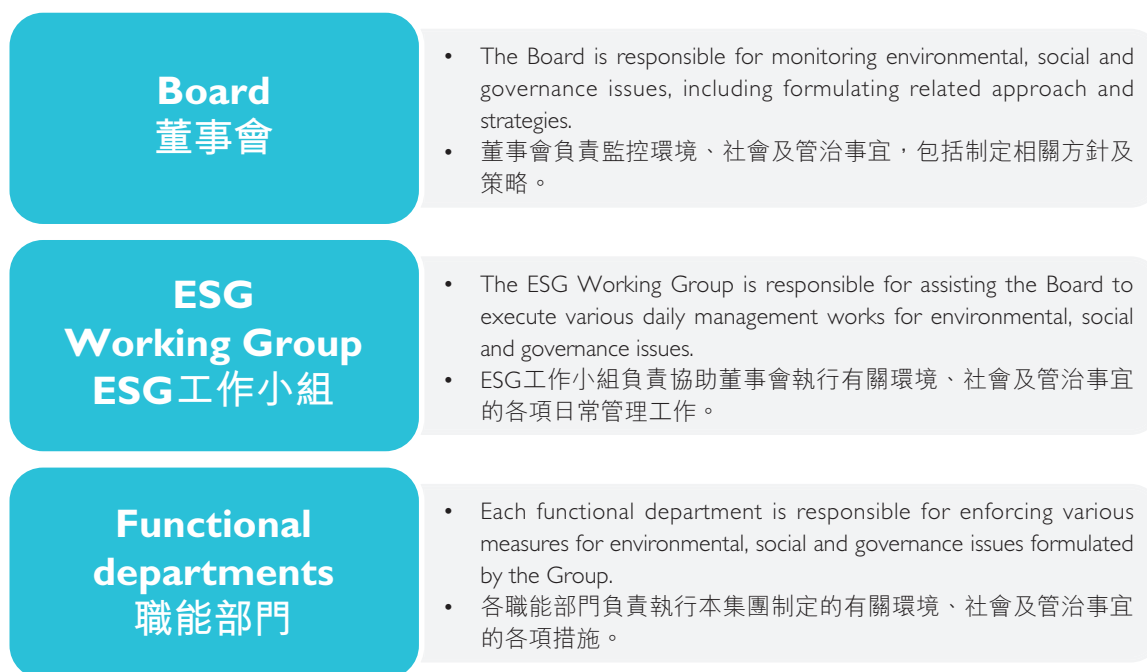 Board
董事會
• The Board is responsible for monitoring environmental, social and
governance issues, including formulating related approach and
strategies.
• 董事會負責監控環境、社會及管治事宜，包括制定相關方針及
策略。
ESG
Working Group
ESG工作小組
• The ESG Working Group is responsible for assisting the Board to
execute various daily management works for environmental, social
and governance issues.
• ESG工作小組負責協助董事會執行有關環境、社會及管治事宜
的各項日常管理工作。
Functional
departments
職能部門
• Each functional department is responsible for enforcing various
measures for environmental, social and governance issues formulated
by the Group.
• 各職能部門負責執行本集團制定的有關環境、社會及管治事宜
的各項措施。